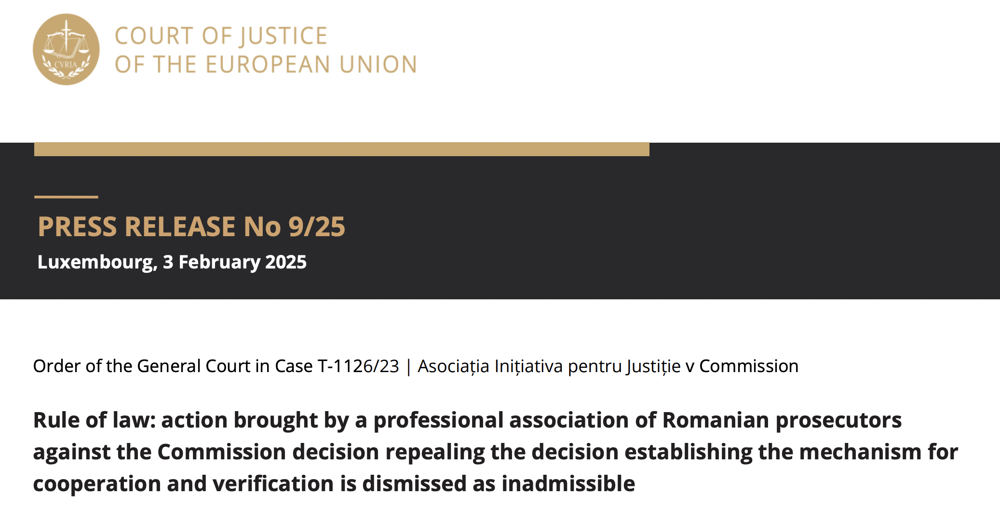 CVRIA
COURT OF JUSTICE
OF THE EUROPEAN UNION
PRESS RELEASE No 9/25
Luxembourg, 3 February 2025
Order of the General Court in Case T-1126/23 | Asociația Inițiativa pentru Justiție v Commission
Rule of law: action brought by a professional association of Romanian prosecutors
against the Commission decision repealing the decision establishing the mechanism for
cooperation and verification is dismissed as inadmissible